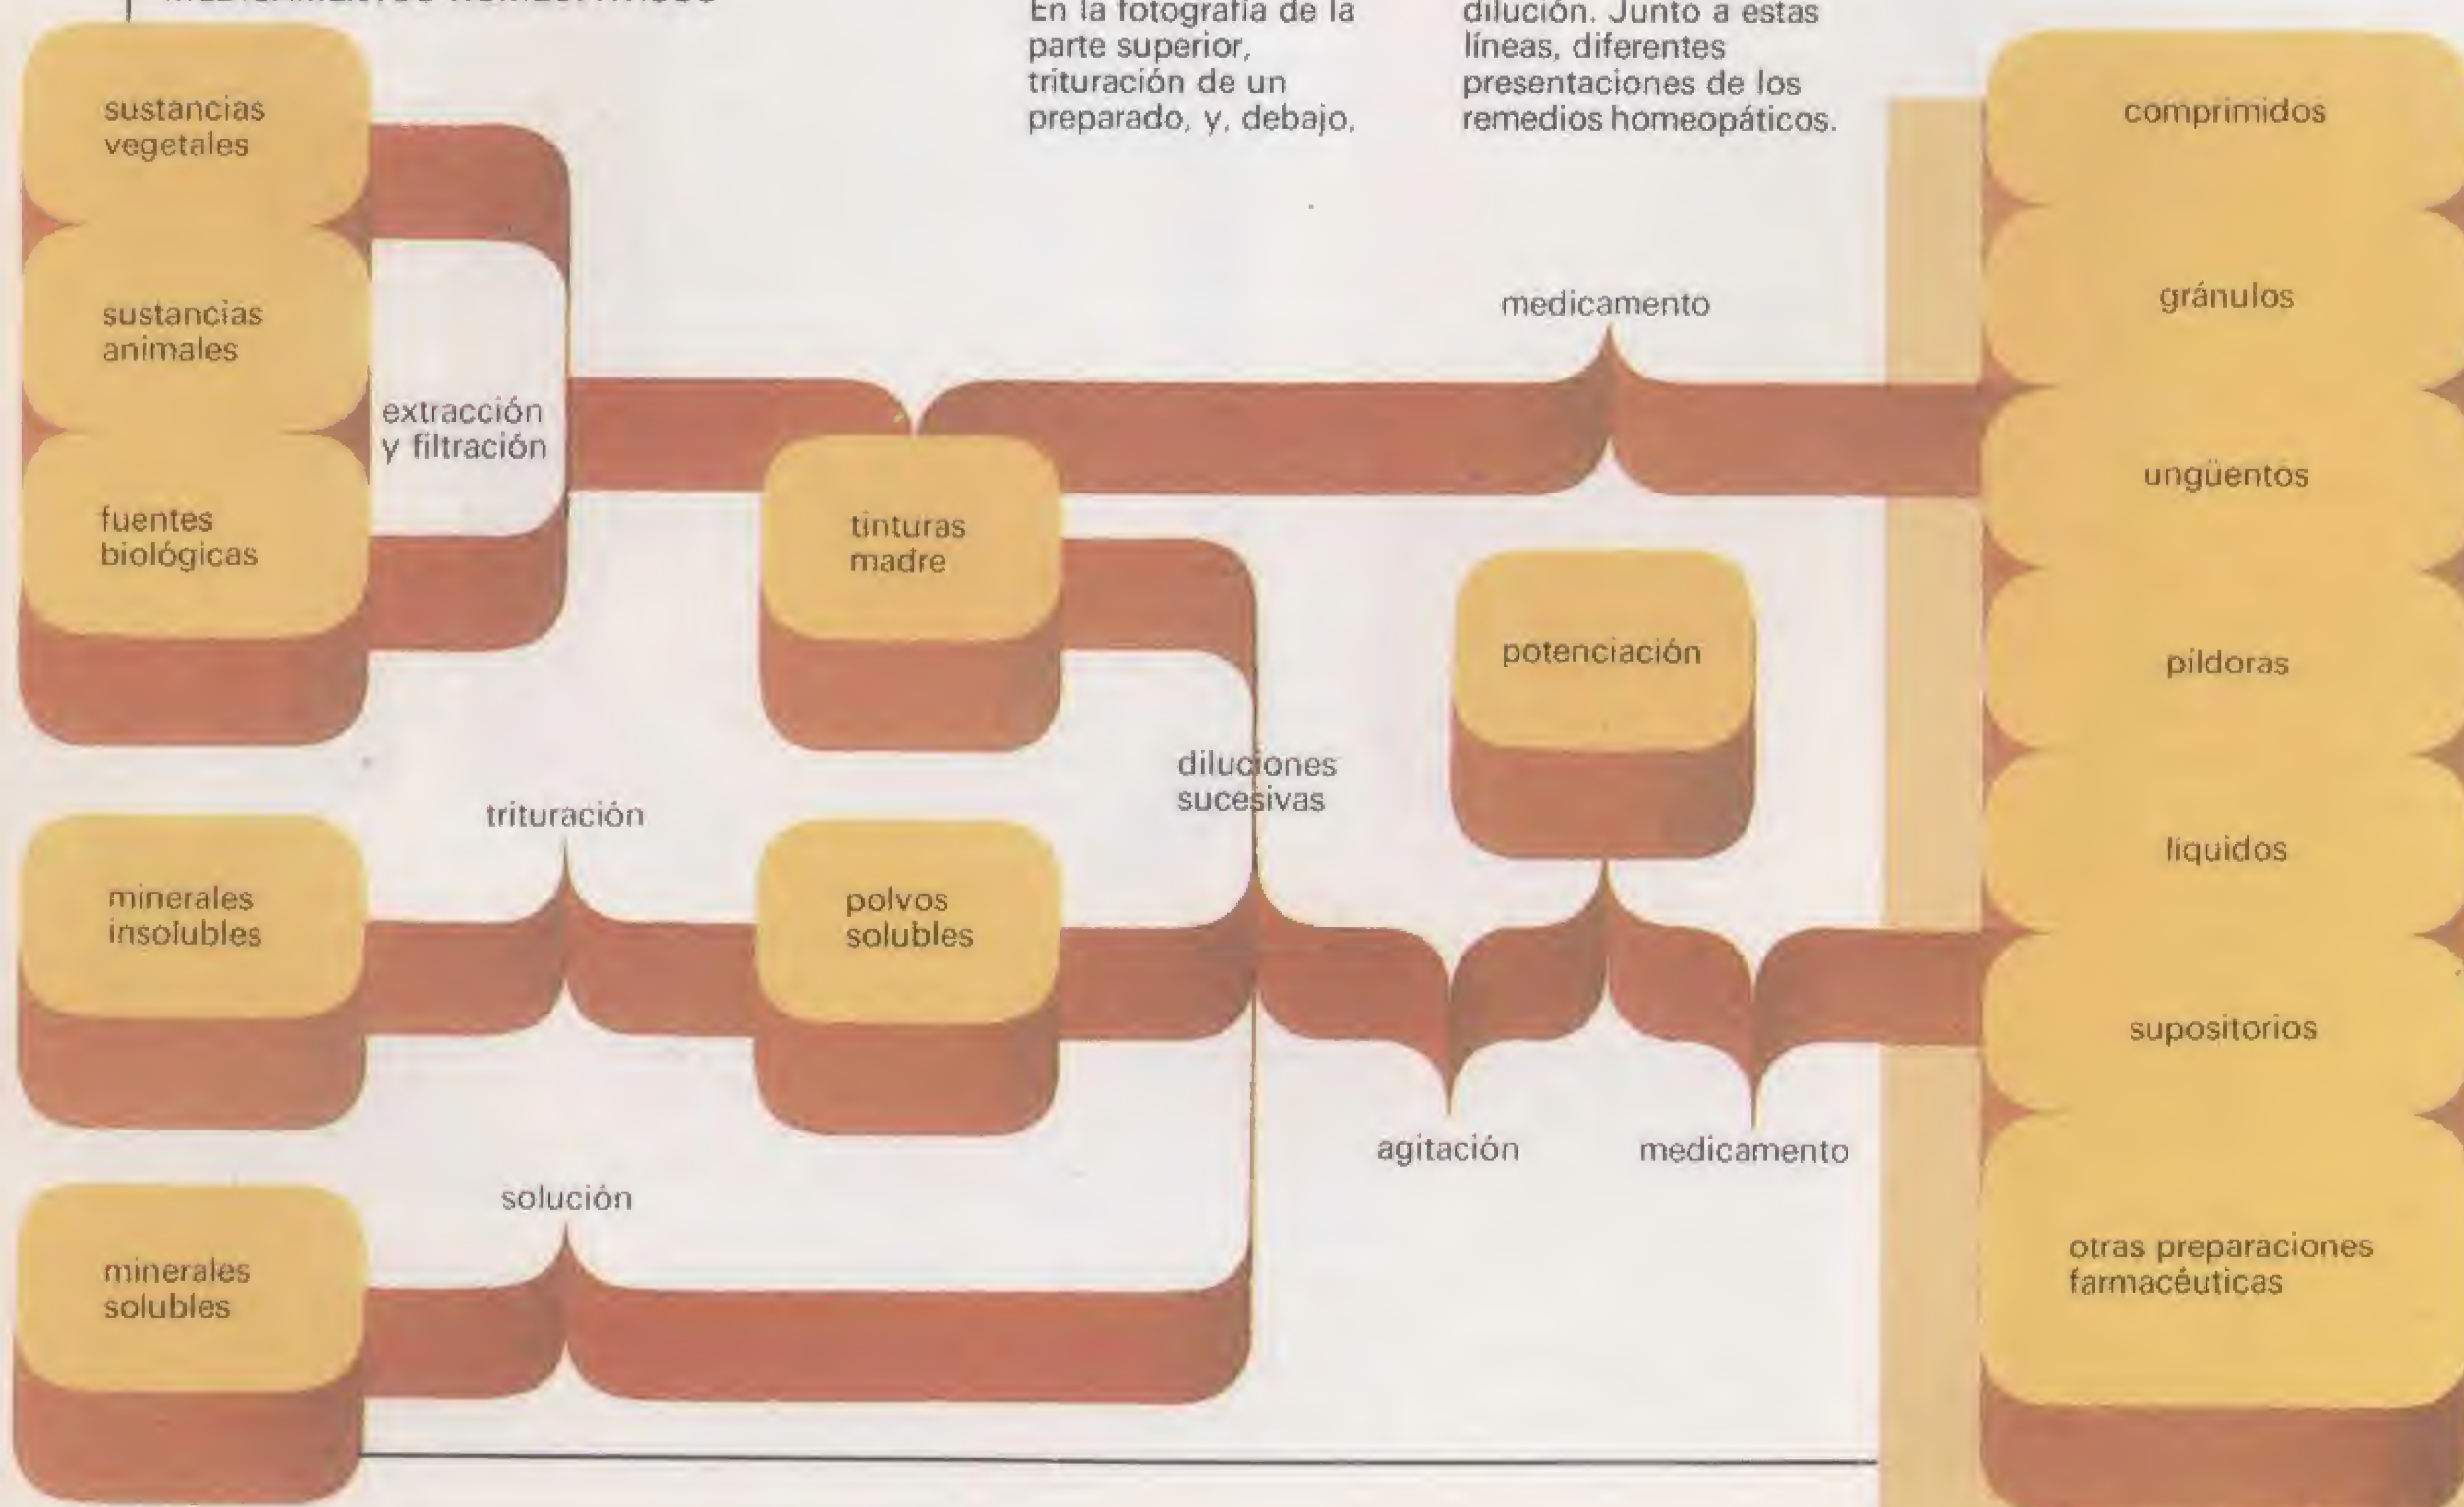 MEDICAMENTOS HOMEOPÁTICOS
En la fotografía de la
parte superior,
trituración de un
preparado, y, debajo,
dilución. Junto a estas
líneas, diferentes
presentaciones de los
remedios homeopáticos.
sustancias
vegetales
sustancias
animales
fuentes
biológicas
extracción
y filtración
tinturas
madre
medicamento
potenciación
diluciones
sucesivas
trituración
minerales
insolubles
polvos
solubles
agitación
medicamento
solución
minerales
solubles
comprimidos
gránulos
ungüentos
píldoras
líquidos
supositorios
otras preparaciones
farmacéuticas